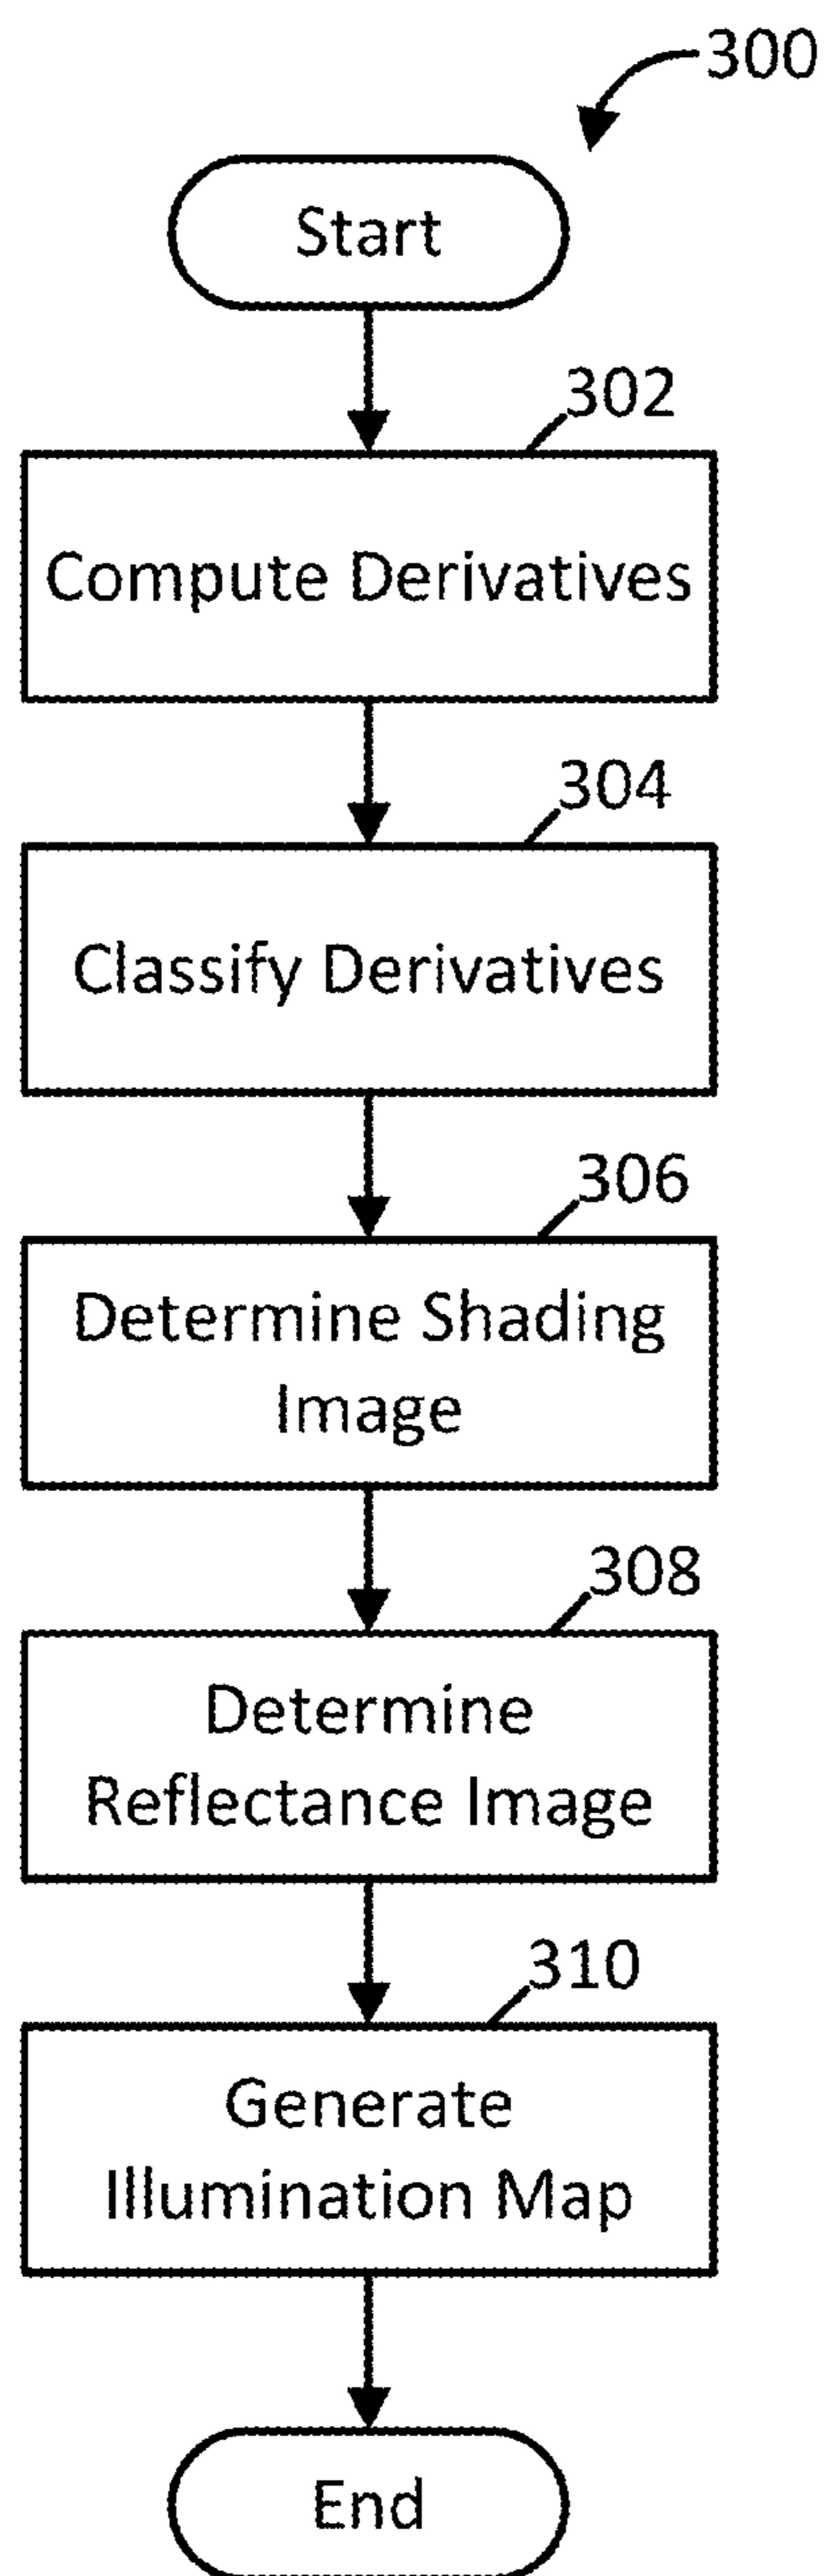 300
Start
302
Compute Derivatives
304
Classify Derivatives
306
Determine Shading
Image
308
Determine
Reflectance Image
310
Generate
Illumination Map
End